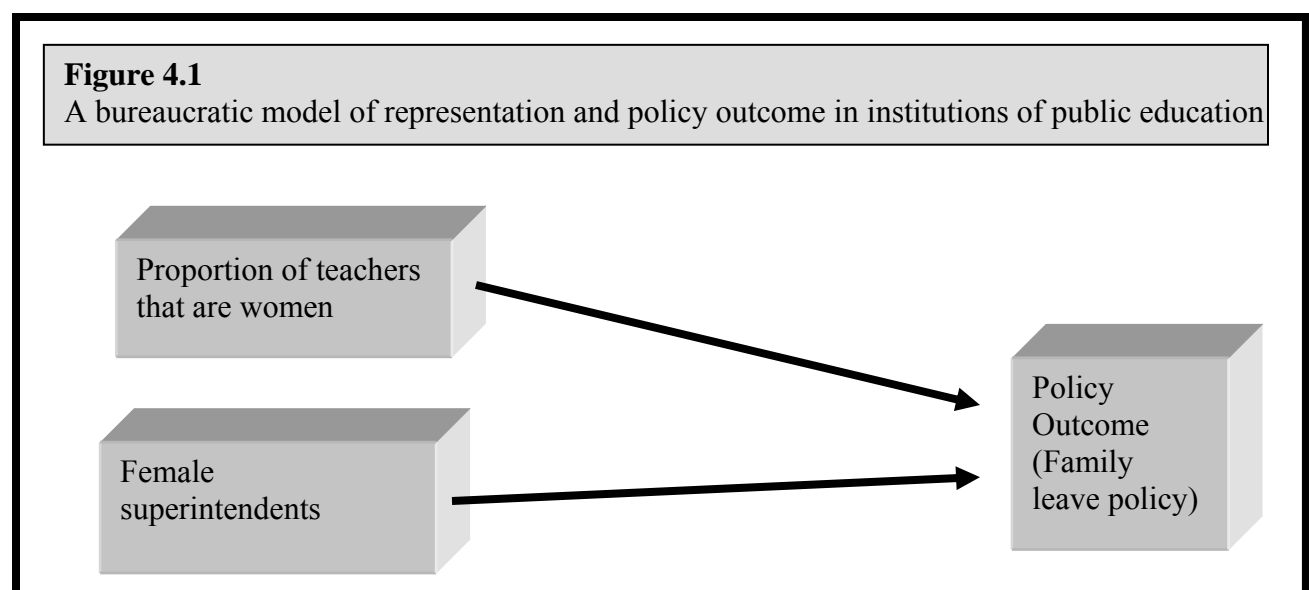 Figure 4.1
A bureaucratic model of representation and policy outcome in institutions of public education
Proportion of teachers
that are women
Female
superintendents
Policy
Outcome
(Family
leave policy)